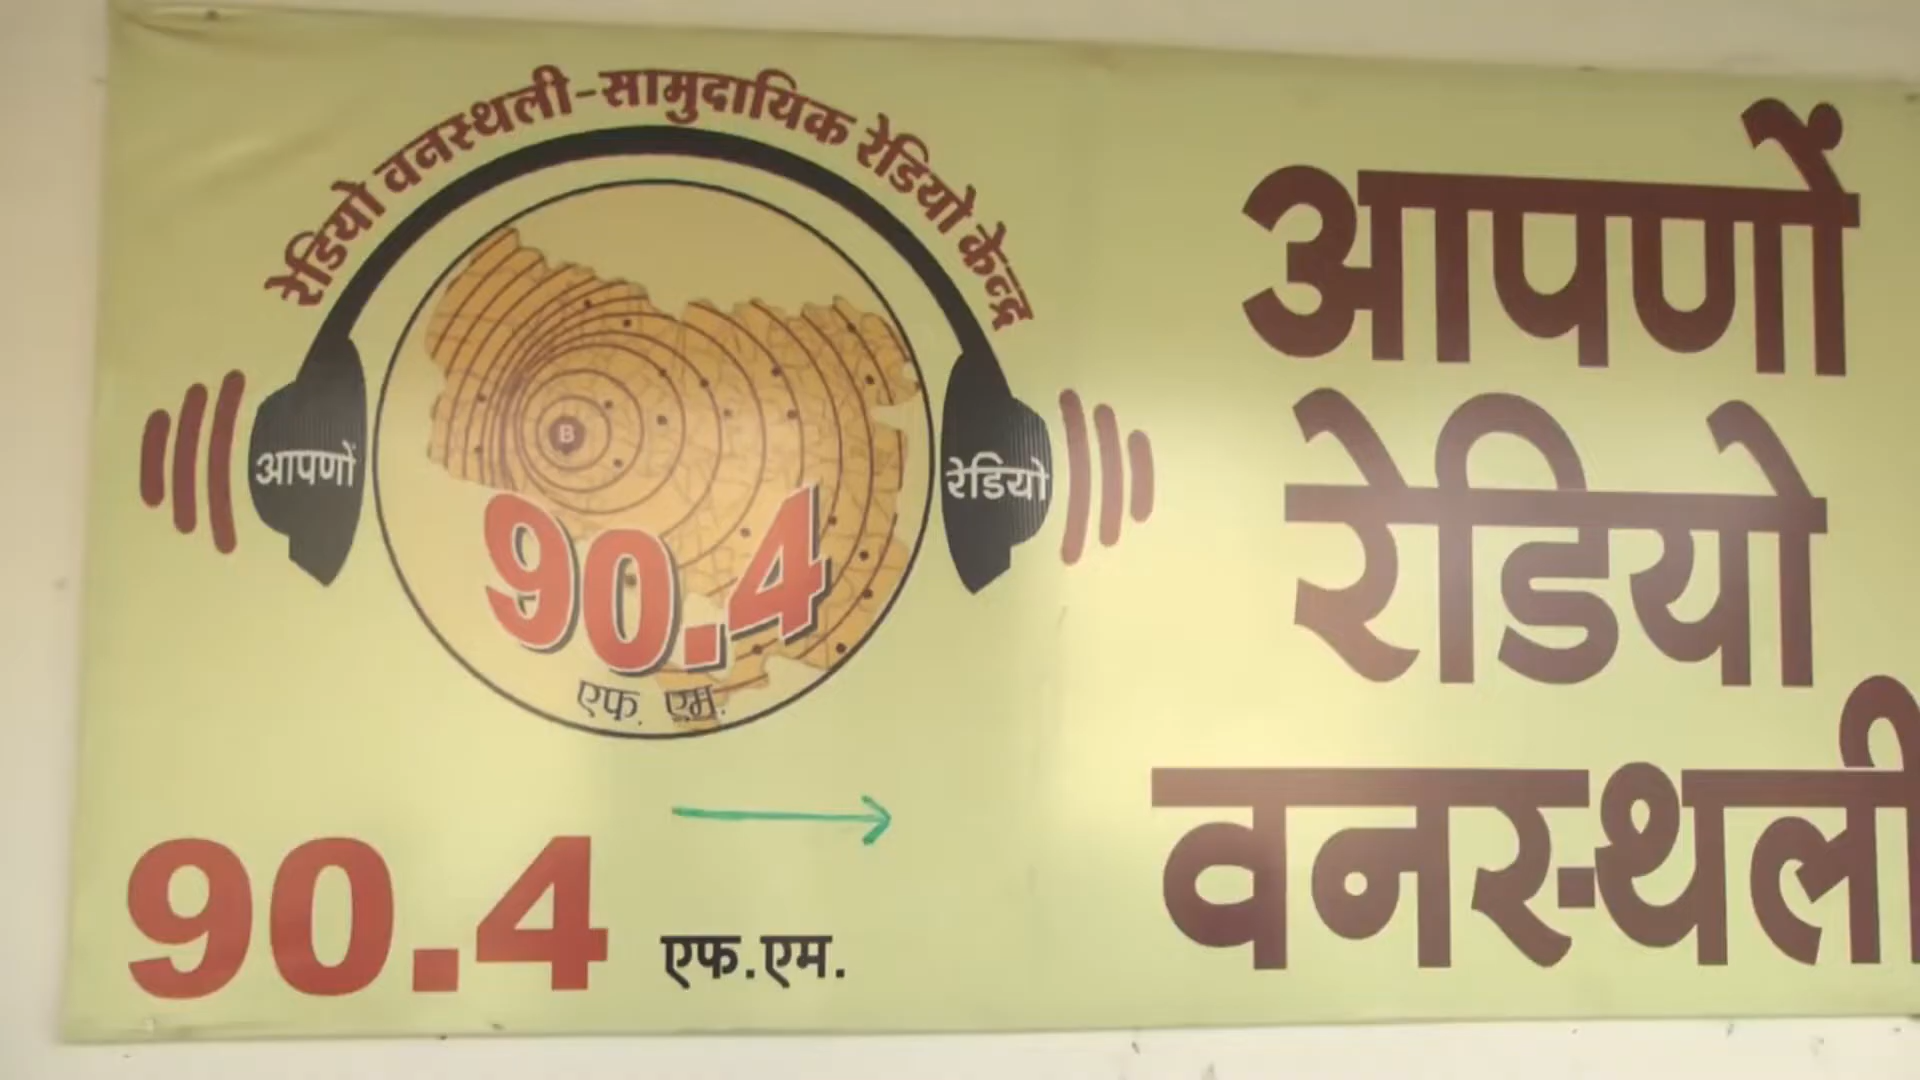 रेडियो वनस्थली-सामुदायिक रेडियो केन्द्र
आपणों
रेडियो
B
90.4
एफ. एम.
90.4
एफ.एम.
आपणों
रेडियो
वनस्थली